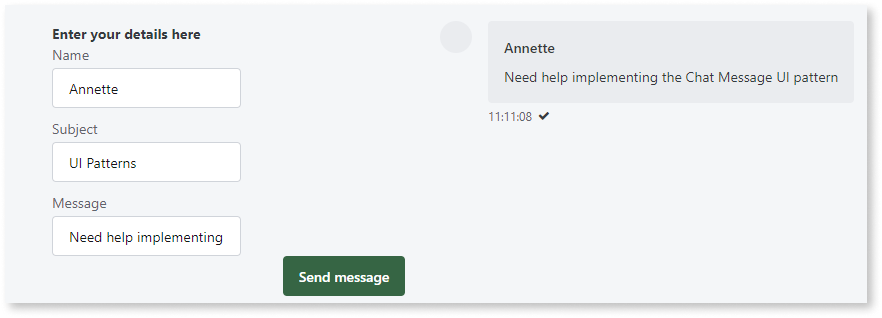 Enter your details here
Name
Annette
Subject
UI Patterns
Message
Need help implementing
Send message
Annette
Need help implementing the Chat Message UI pattern
11:11:08